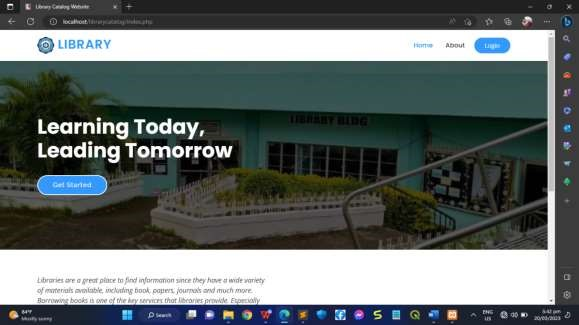 Library Catalog Website
localhost/librarycatalog/index.php
LIBRARY
Home
About
Login
LIBRARY BLDG
Learning Today,
Leading Tomorrow
Get Started
Libraries are a great place to find information since they have a wide variety
of materials available, including book, papers, journals and much more.
Borrowing books is one of the key services that libraries provide. Especially
84°F
Mostly sunny
Search
ENG
US
5:42 pm
20/05/2023